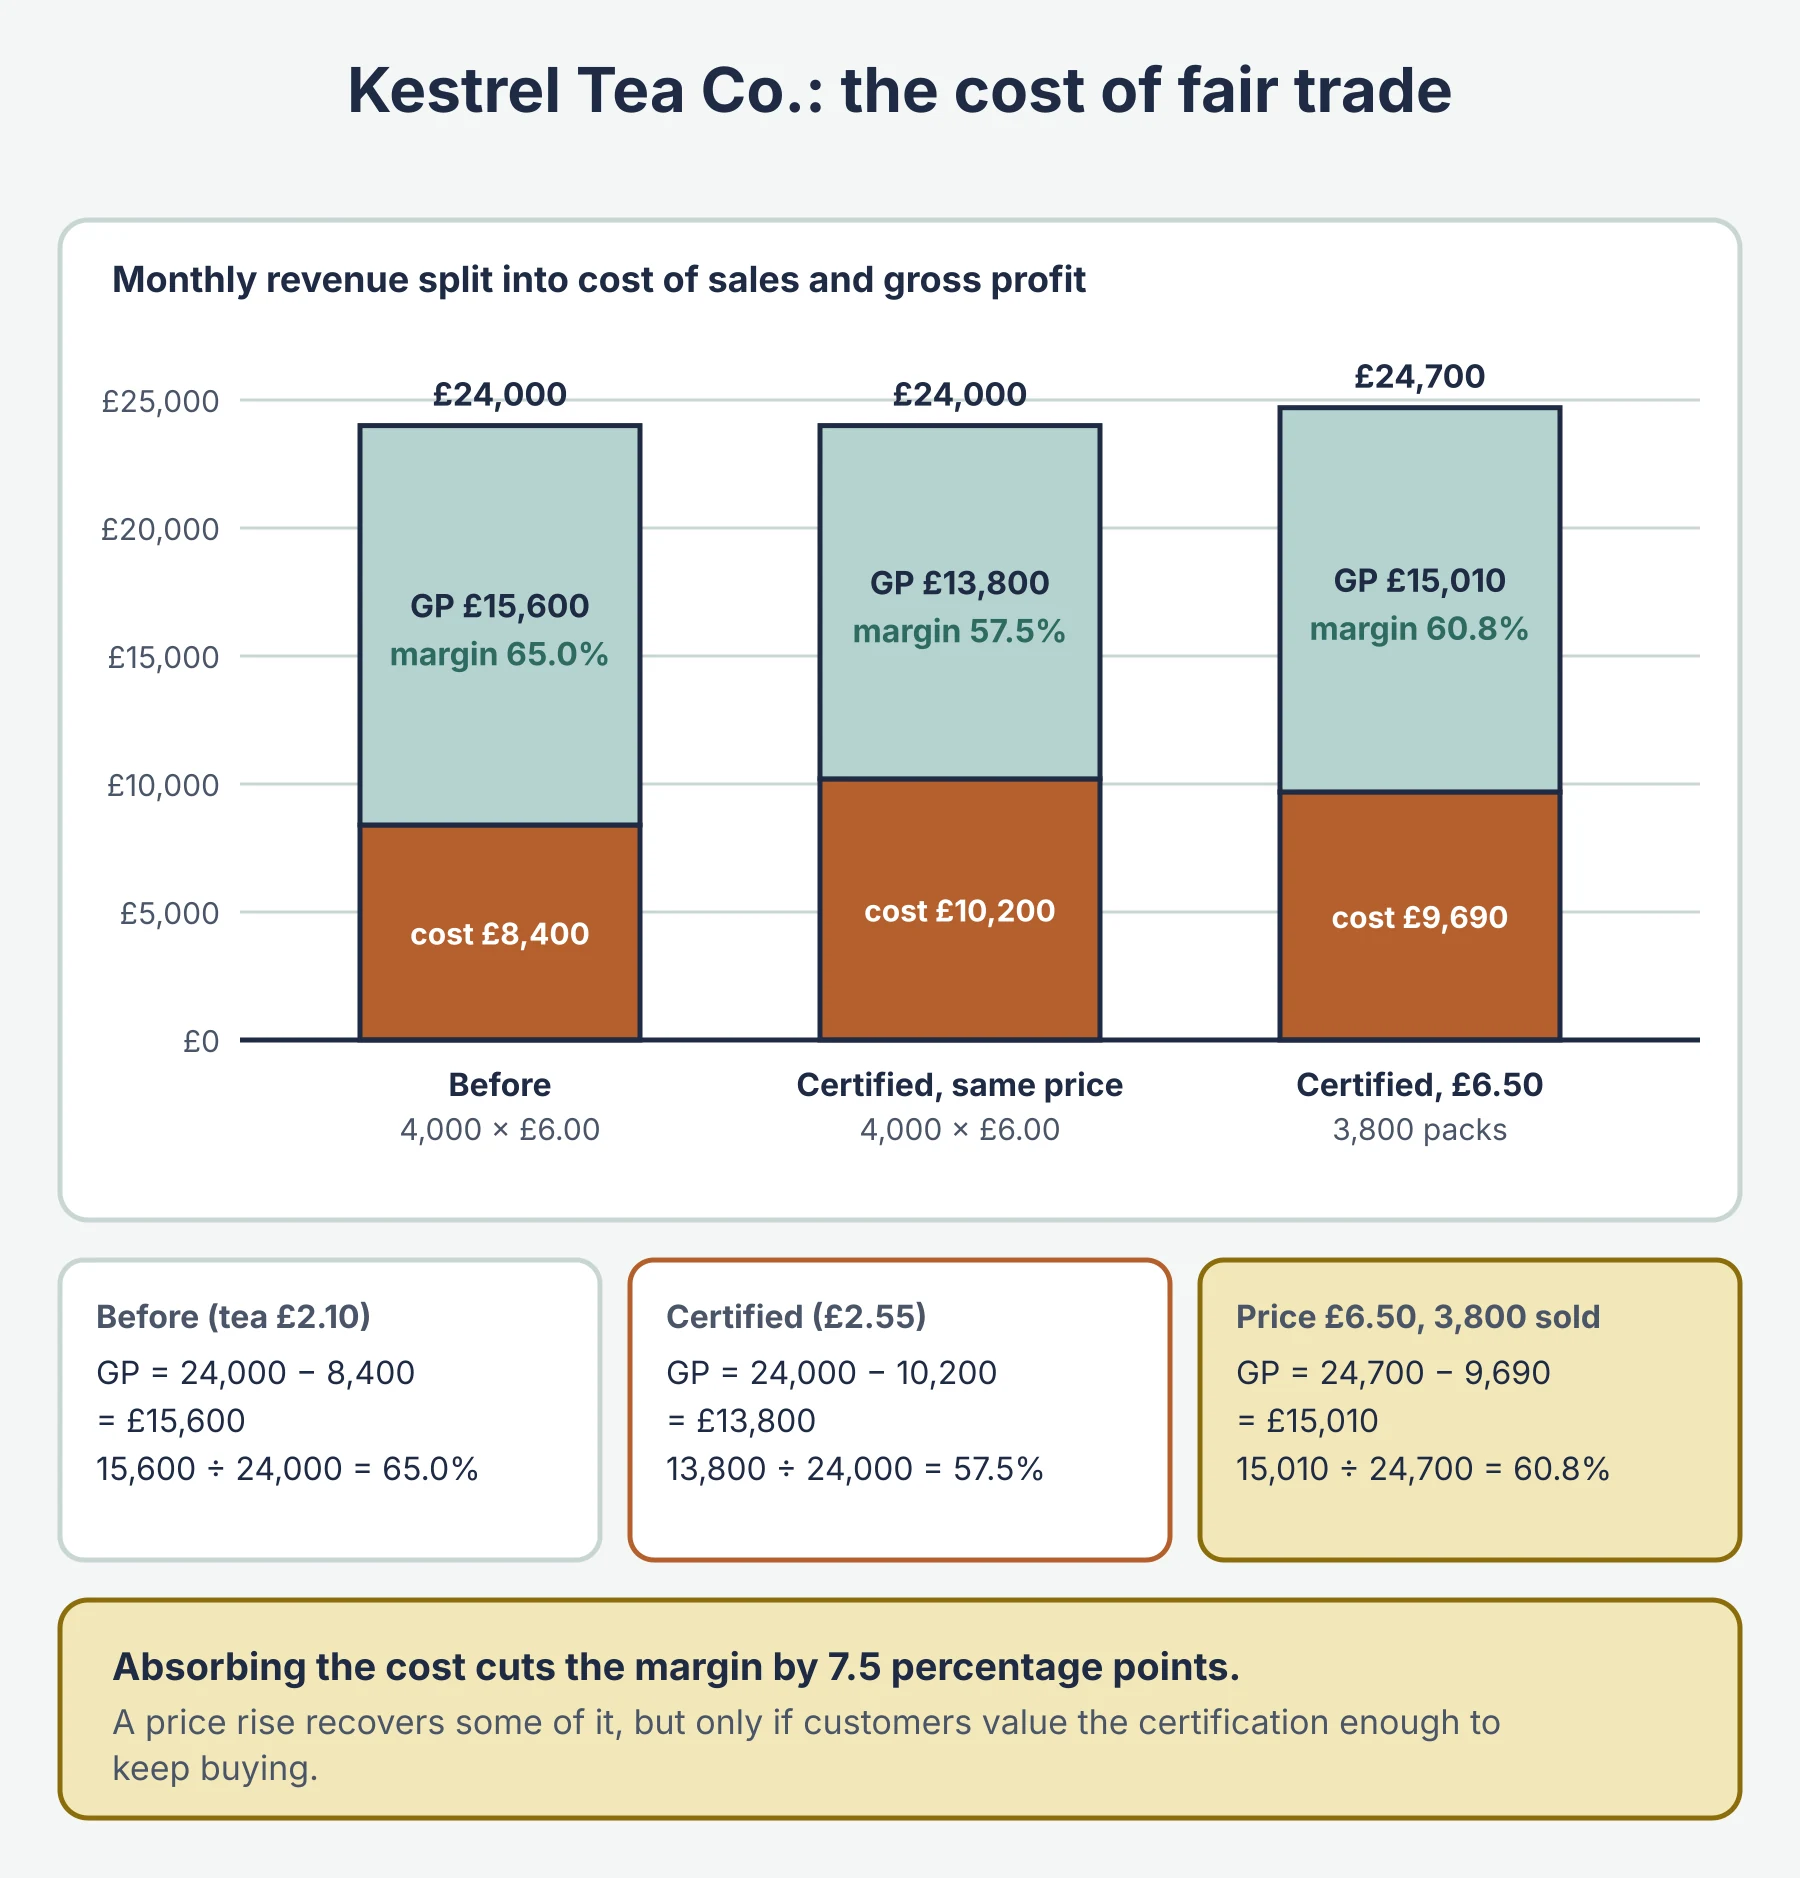 Kestrel Tea Co.: the cost of fair trade
Monthly revenue split into cost of sales and gross profit
£25,000
£20,000
£15,000
£10,000
£5,000
£0
£24,000
GP £15,600
margin 65.0%
cost £8,400
£24,000
GP £13,800
margin 57.5%
cost £10,200
£24,700
GP £15,010
margin 60.8%
cost £9,690
Before
4,000 × £6.00
Certified, same price
4,000 × £6.00
Certified, £6.50
3,800 packs
Before (tea £2.10)
GP = 24,000 − 8,400
= £15,600
15,600 ÷ 24,000 = 65.0%
Certified (£2.55)
GP = 24,000 − 10,200
= £13,800
13,800 ÷ 24,000 = 57.5%
Price £6.50, 3,800 sold
GP = 24,700 − 9,690
= £15,010
15,010 ÷ 24,700 = 60.8%
Absorbing the cost cuts the margin by 7.5 percentage points.
A price rise recovers some of it, but only if customers value the certification enough to
keep buying.